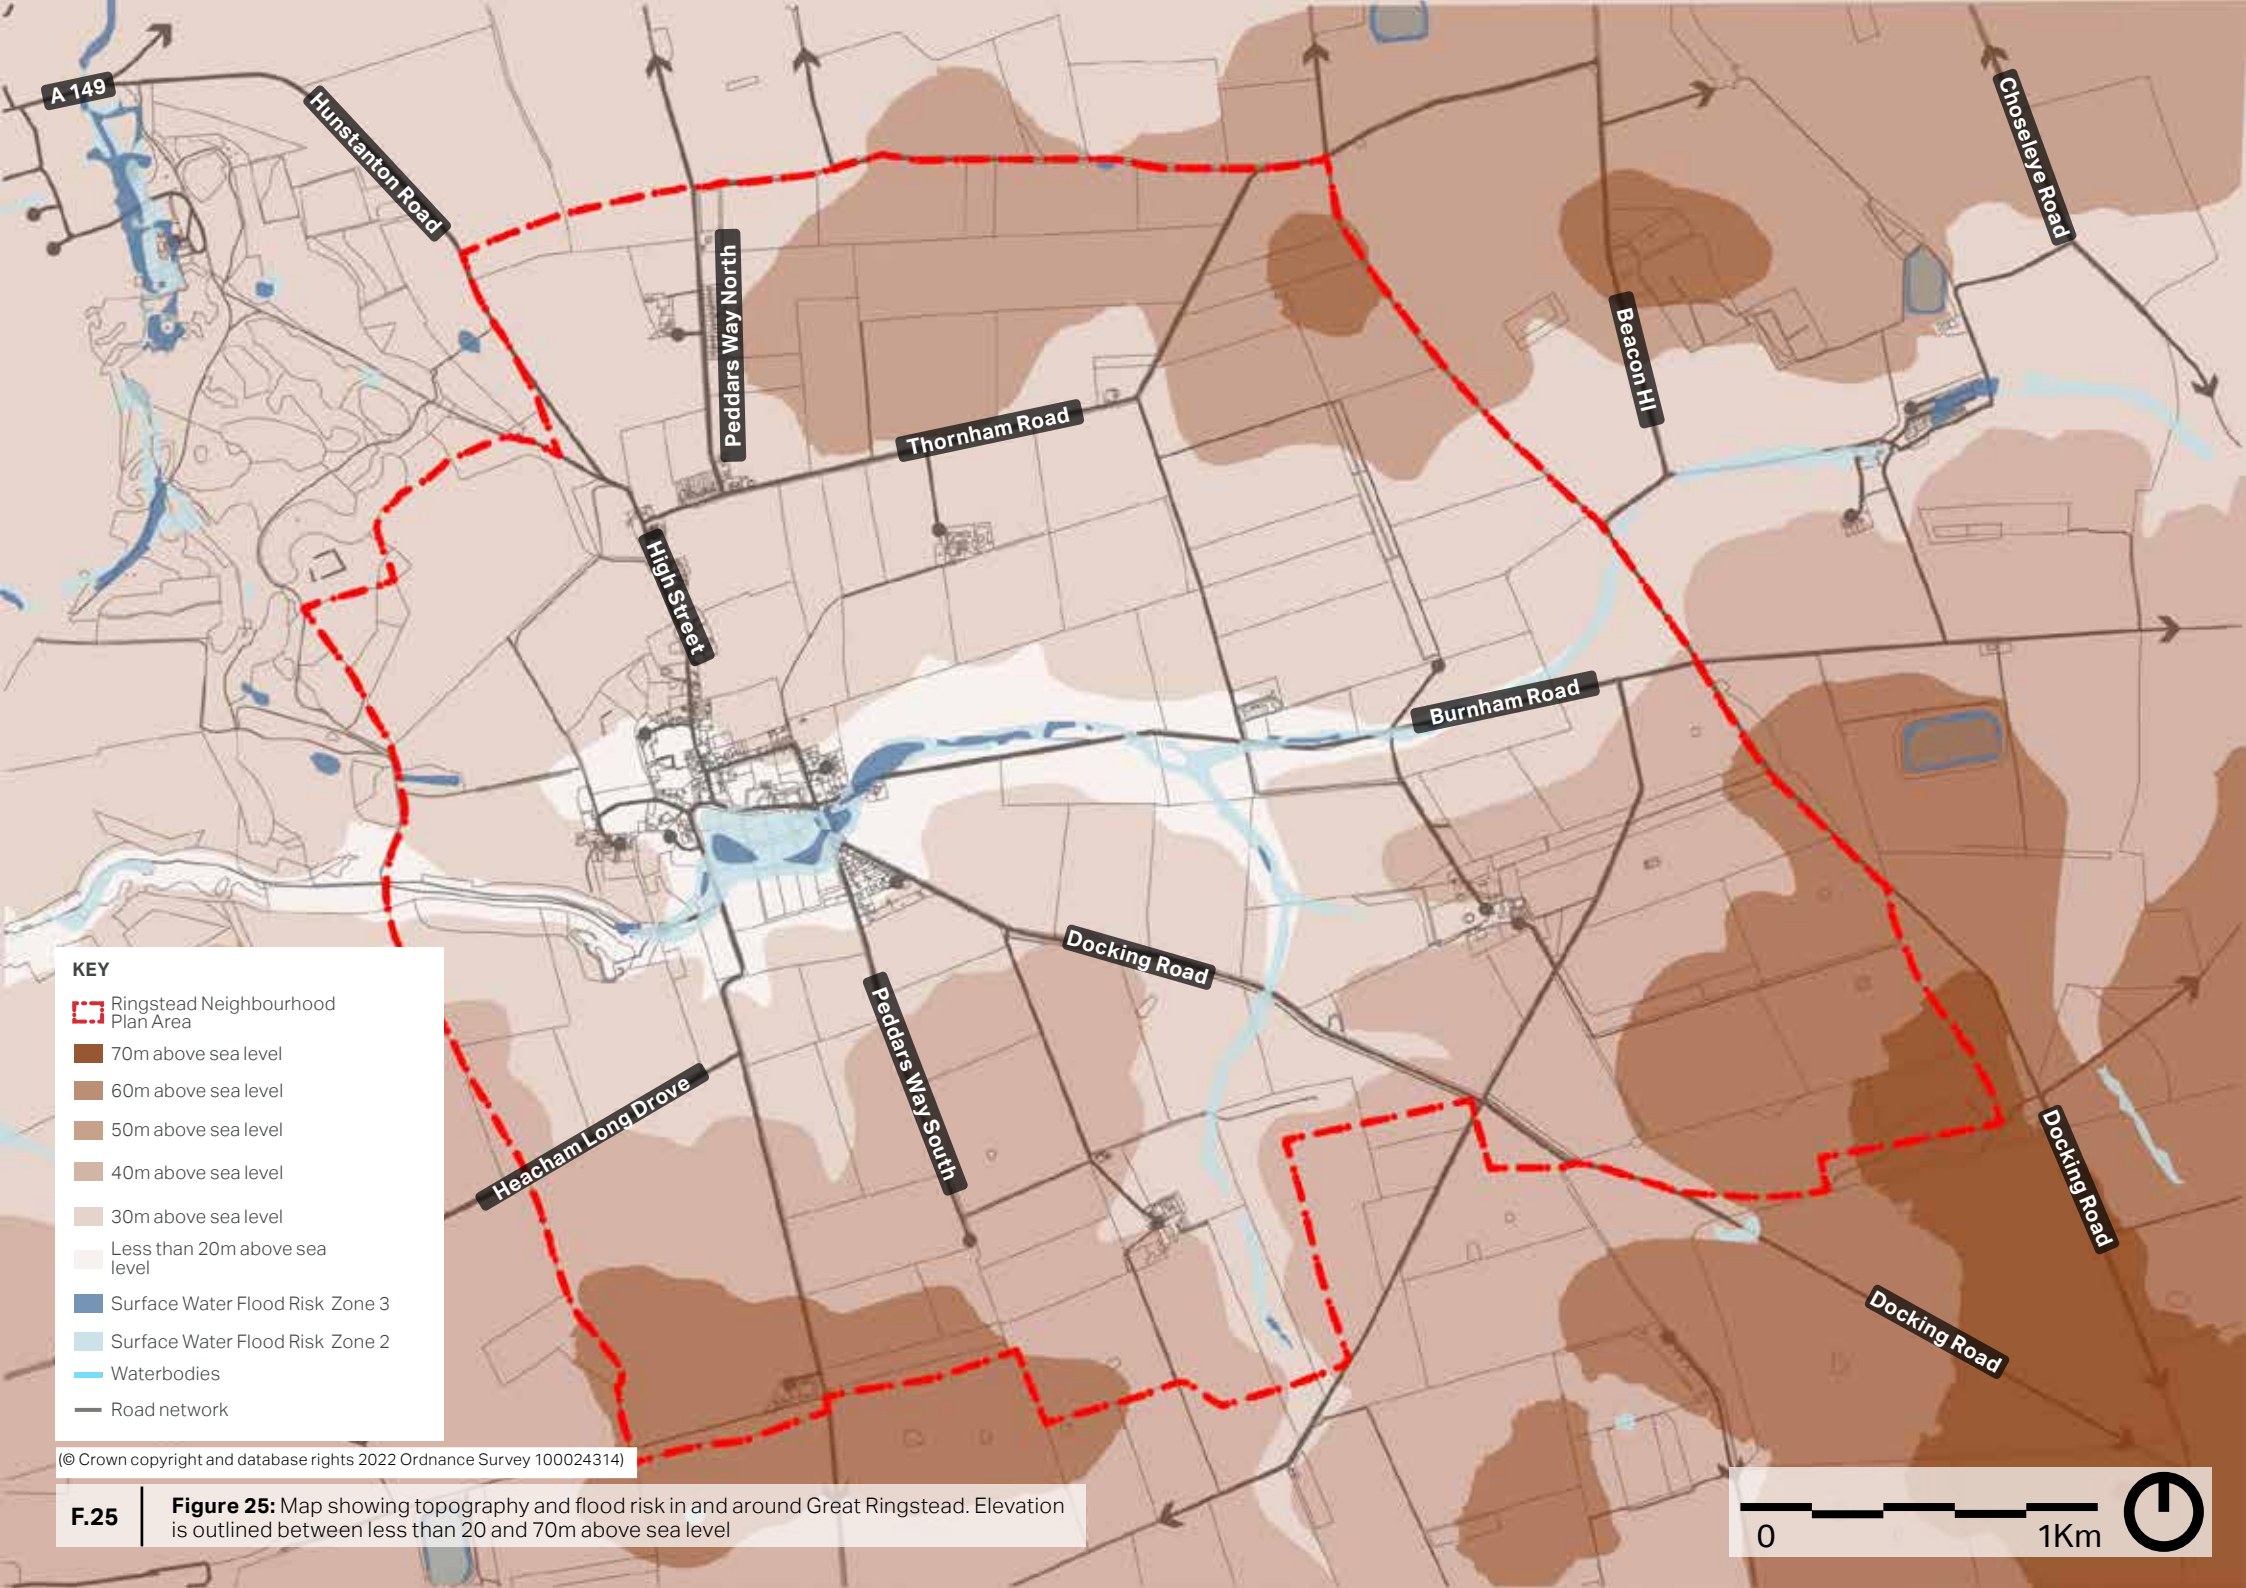 A 149
Hunstanton Road
Choseleye Road
Peddars Way North
Beacon Hl
Thornham Road
High Street
Burnham Road
Docking Road
Peddars Way South
Heacham Long Drove
Docking Road
Docking Road
KEY
Ringstead Neighbourhood
Plan Area
70m above sea level
60m above sea level
50m above sea level
40m above sea level
30m above sea level
Less than 20m above sea
level
Surface Water Flood Risk Zone 3
Surface Water Flood Risk Zone 2
Waterbodies
Road network
(© Crown copyright and database rights 2022 Ordnance Survey 100024314)
F.25
Figure 25: Map showing topography and flood risk in and around Great Ringstead. Elevation
is outlined between less than 20 and 70m above sea level
0 1Km